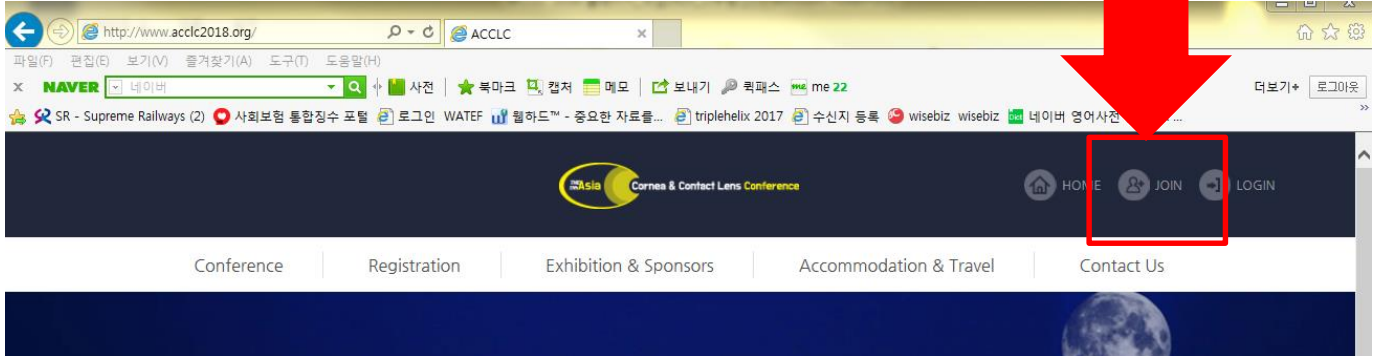 http://www.acclc2018.org/
ACCLC
파일(F) 편집(E) 보기(V) 즐겨찾기(A) 도구(T) 도움말(H)
NAVER 네이버 사전 북마크 캡처 메모 보내기 퀵패스 me me 22 더보기 로그아웃
SR - Supreme Railways (2) 사회보험 통합징수 포털 로그인 WATEF 웹하드™ - 중요한 자료를... triplehelix 2017 수신지 등록 wisebiz wisebiz Dict 네이버 영어사전
Asia Cornea & Contact Lens Conference
HOME JOIN LOGIN
Conference Registration Exhibition & Sponsors Accommodation & Travel Contact Us